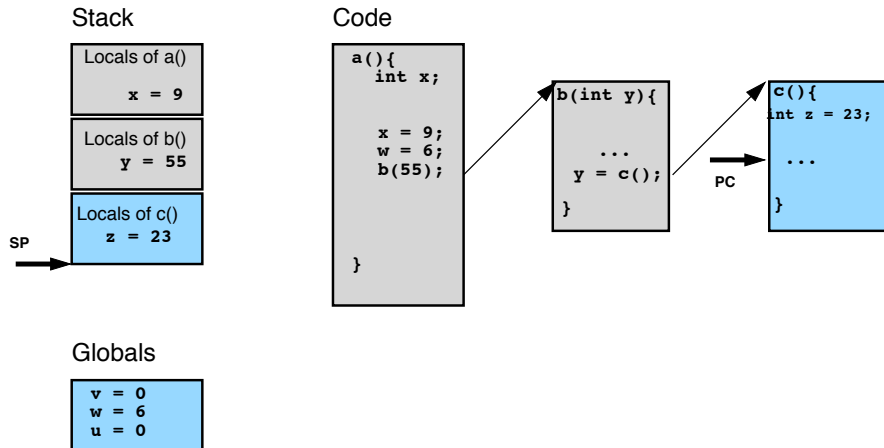 Stack
Locals of a()
x = 9
Locals of b()
y = 55
Locals of c()
z = 23
SP
Code
a(){
int x;
x = 9;
w = 6;
b(55);
}
b(int y){
...
y = c();
}
c(){
int z = 23;
...
}
PC
Globals
v = 0
w = 6
u = 0